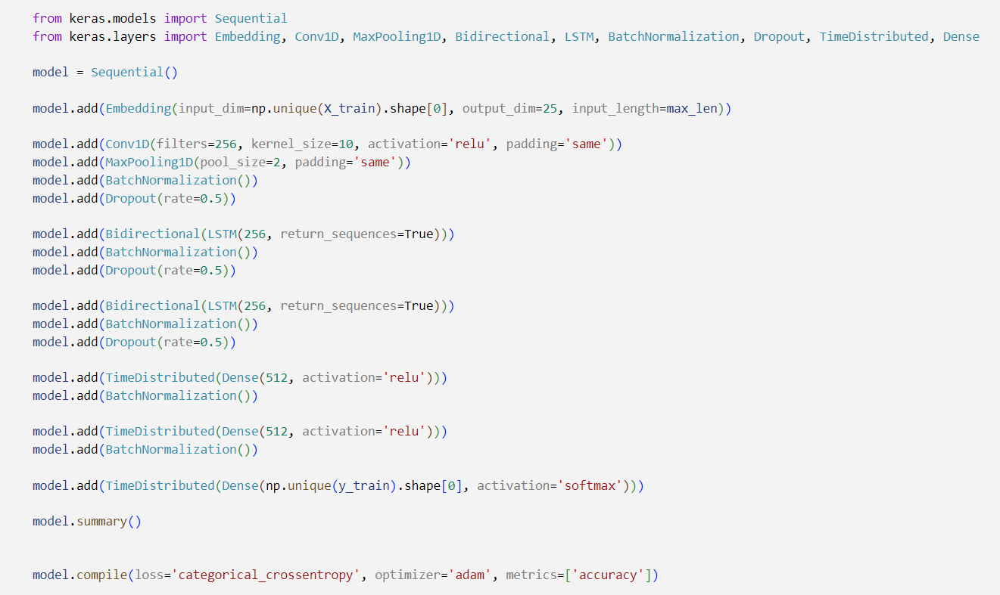 from keras.models import Sequential
from keras.layers import Embedding, Conv1D, MaxPooling1D, Bidirectional, LSTM, BatchNormalization, Dropout, TimeDistributed, Dense
model = Sequential()
model.add(Embedding(input_dim=np.unique(X_train).shape[0], output_dim=25, input_length=max_len))
model.add(Conv1D(filters=256, kernel_size=10, activation='relu', padding='same'))
model.add(MaxPooling1D(pool_size=2, padding='same'))
model.add(BatchNormalization())
model.add(Dropout(rate=0.5))
model.add(Bidirectional(LSTM(256, return_sequences=True)))
model.add(BatchNormalization())
model.add(Dropout(rate=0.5))
model.add(Bidirectional(LSTM(256, return_sequences=True)))
model.add(BatchNormalization())
model.add(Dropout(rate=0.5))
model.add(TimeDistributed(Dense(512, activation='relu')))
model.add(BatchNormalization())
model.add(TimeDistributed(Dense(512, activation='relu')))
model.add(BatchNormalization())
model.add(TimeDistributed(Dense(np.unique(y_train).shape[0], activation='softmax')))
model.summary()
model.compile(loss='categorical_crossentropy', optimizer='adam', metrics=['accuracy'])